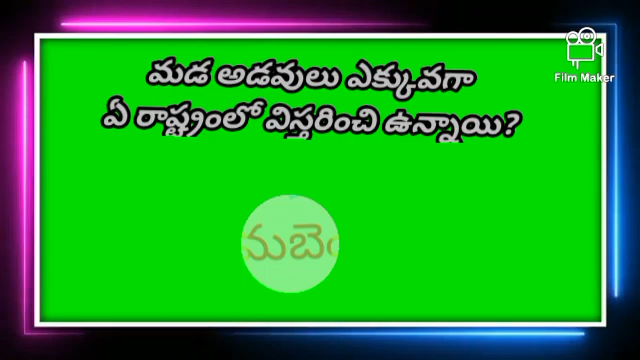 మడ అడవులు ఎక్కువగా
ఏ రాష్ట్రంలో విస్తరించి ఉన్నాయి?
Film Maker